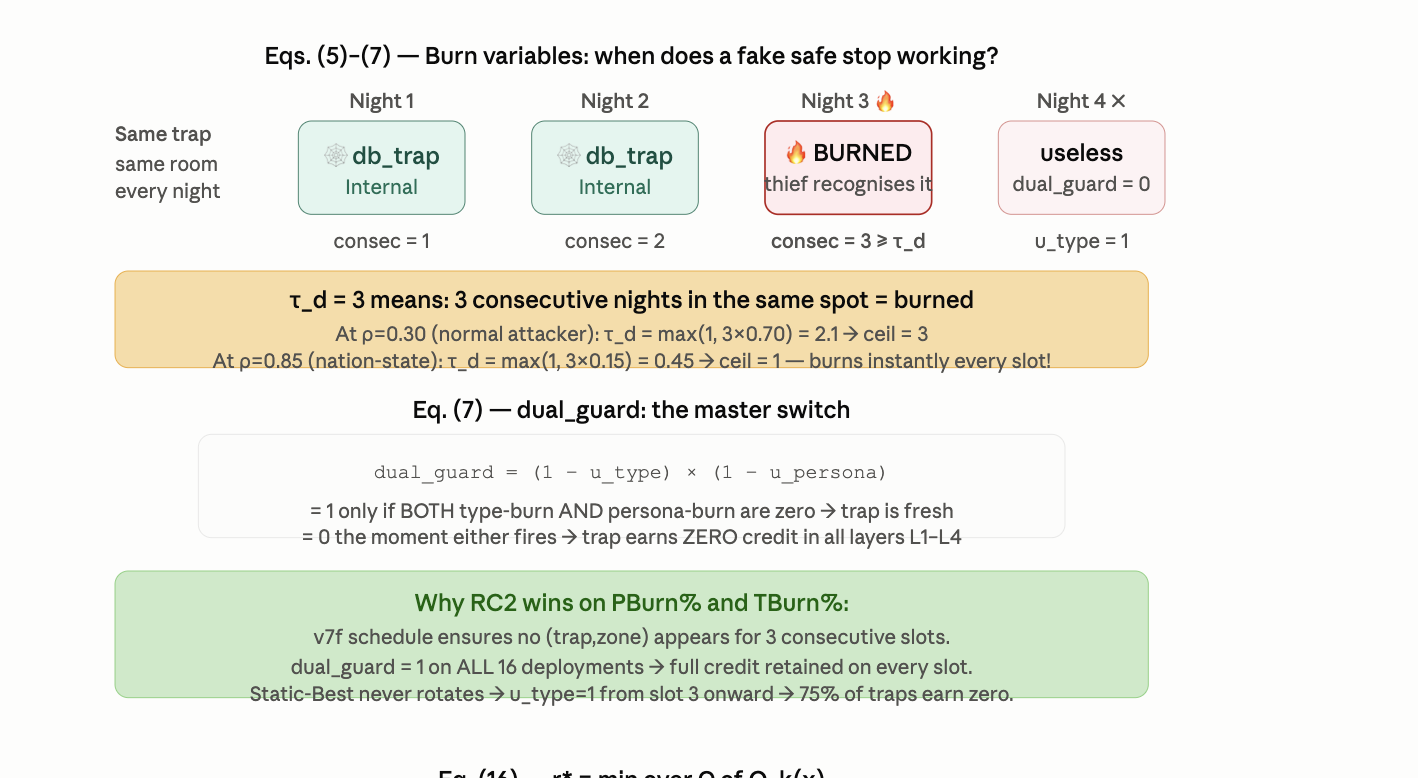 Eqs. (5)–(7) — Burn variables: when does a fake safe stop working?
Night 1
Night 2
Night 3 🔥
Night 4 ×
Same trap
same room
every night
🕸 db_trap
Internal
🕸 db_trap
Internal
🔥 BURNED
thief recognises it
useless
dual_guard = 0
consec = 1
consec = 2
consec = 3 ≥ τ_d
u_type = 1
τ_d = 3 means: 3 consecutive nights in the same spot = burned
At ρ=0.30 (normal attacker): τ_d = max(1, 3×0.70) = 2.1 → ceil = 3
At ρ=0.85 (nation-state): τ_d = max(1, 3×0.15) = 0.45 → ceil = 1 — burns instantly every slot!
Eq. (7) — dual_guard: the master switch
dual_guard = (1 − u_type) × (1 − u_persona)
= 1 only if BOTH type-burn AND persona-burn are zero → trap is fresh
= 0 the moment either fires → trap earns ZERO credit in all layers L1–L4
Why RC2 wins on PBurn% and TBurn%:
v7f schedule ensures no (trap,zone) appears for 3 consecutive slots.
dual_guard = 1 on ALL 16 deployments → full credit retained on every slot.
Static-Best never rotates → u_type=1 from slot 3 onward → 75% of traps earn zero.
Eq. (16) — r* = min over O of O_k(x)